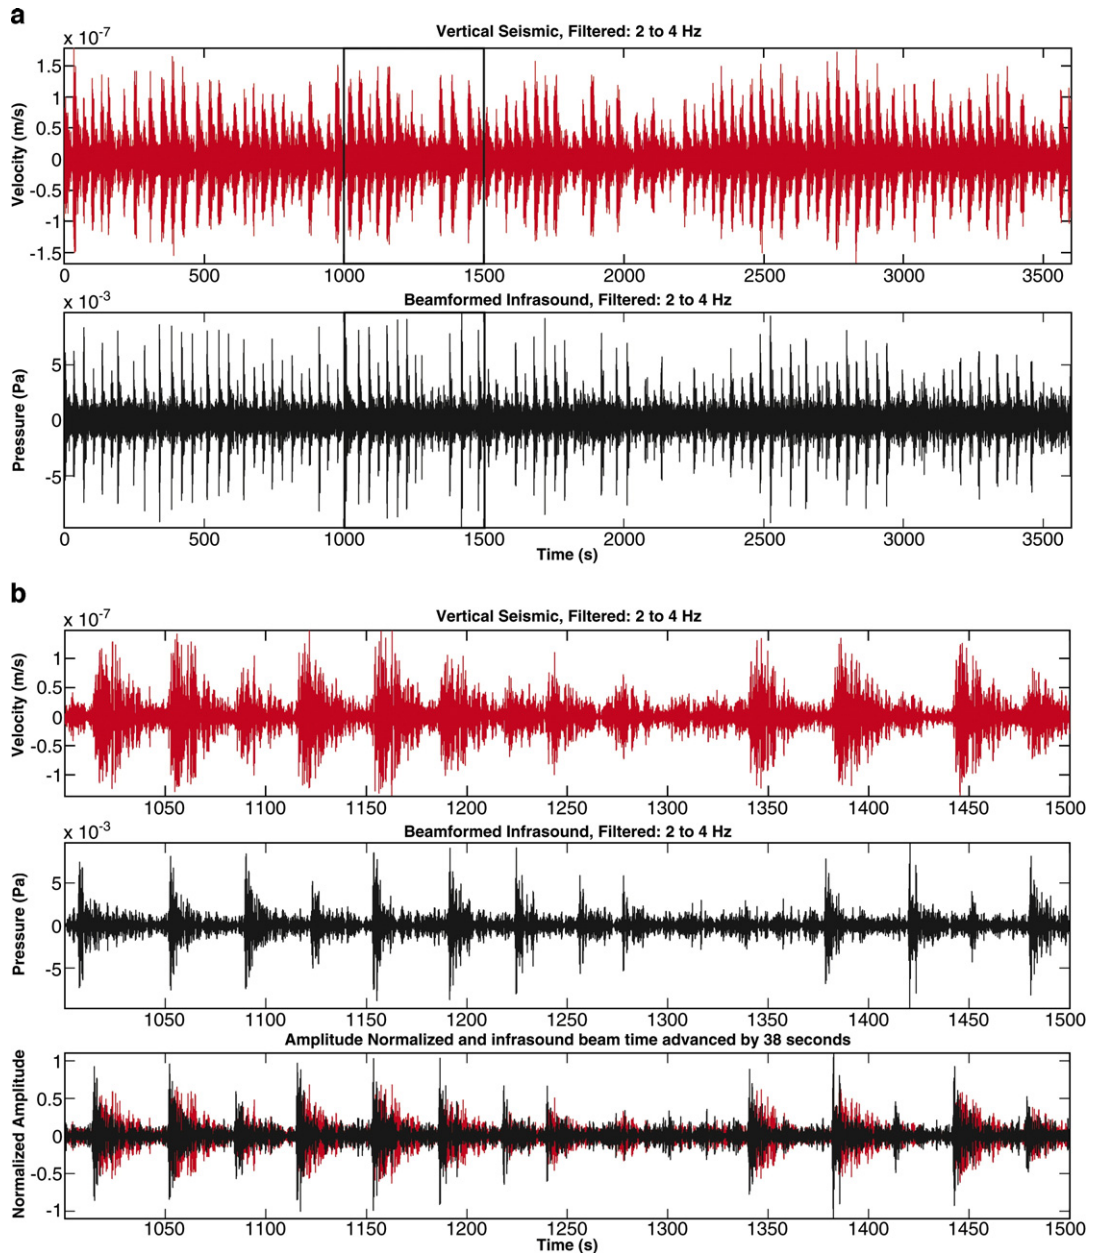 a
x 10-7
Vertical Seismic, Filtered: 2 to 4 Hz
Velocity (m/s)
1.5
1
0.5
0
-0.5
-1
-1.5
0 500 1000 1500 2000 2500 3000 3500
x 10-3
Beamformed Infrasound, Filtered: 2 to 4 Hz
Pressure (Pa)
5
0
-5
0 500 1000 1500 2000 2500 3000 3500
Time (s)
b
x 10-7
Vertical Seismic, Filtered: 2 to 4 Hz
Velocity (m/s)
1
0.5
0
-0.5
-1
1050 1100 1150 1200 1250 1300 1350 1400 1450 1500
x 10-3
Beamformed Infrasound, Filtered: 2 to 4 Hz
Pressure (Pa)
5
0
-5
1050 1100 1150 1200 1250 1300 1350 1400 1450 1500
Amplitude Normalized and infrasound beam time advanced by 38 seconds
Normalized Amplitude
1
0.5
0
-0.5
-1
1050 1100 1150 1200 1250 1300 1350 1400 1450 1500
Time (s)